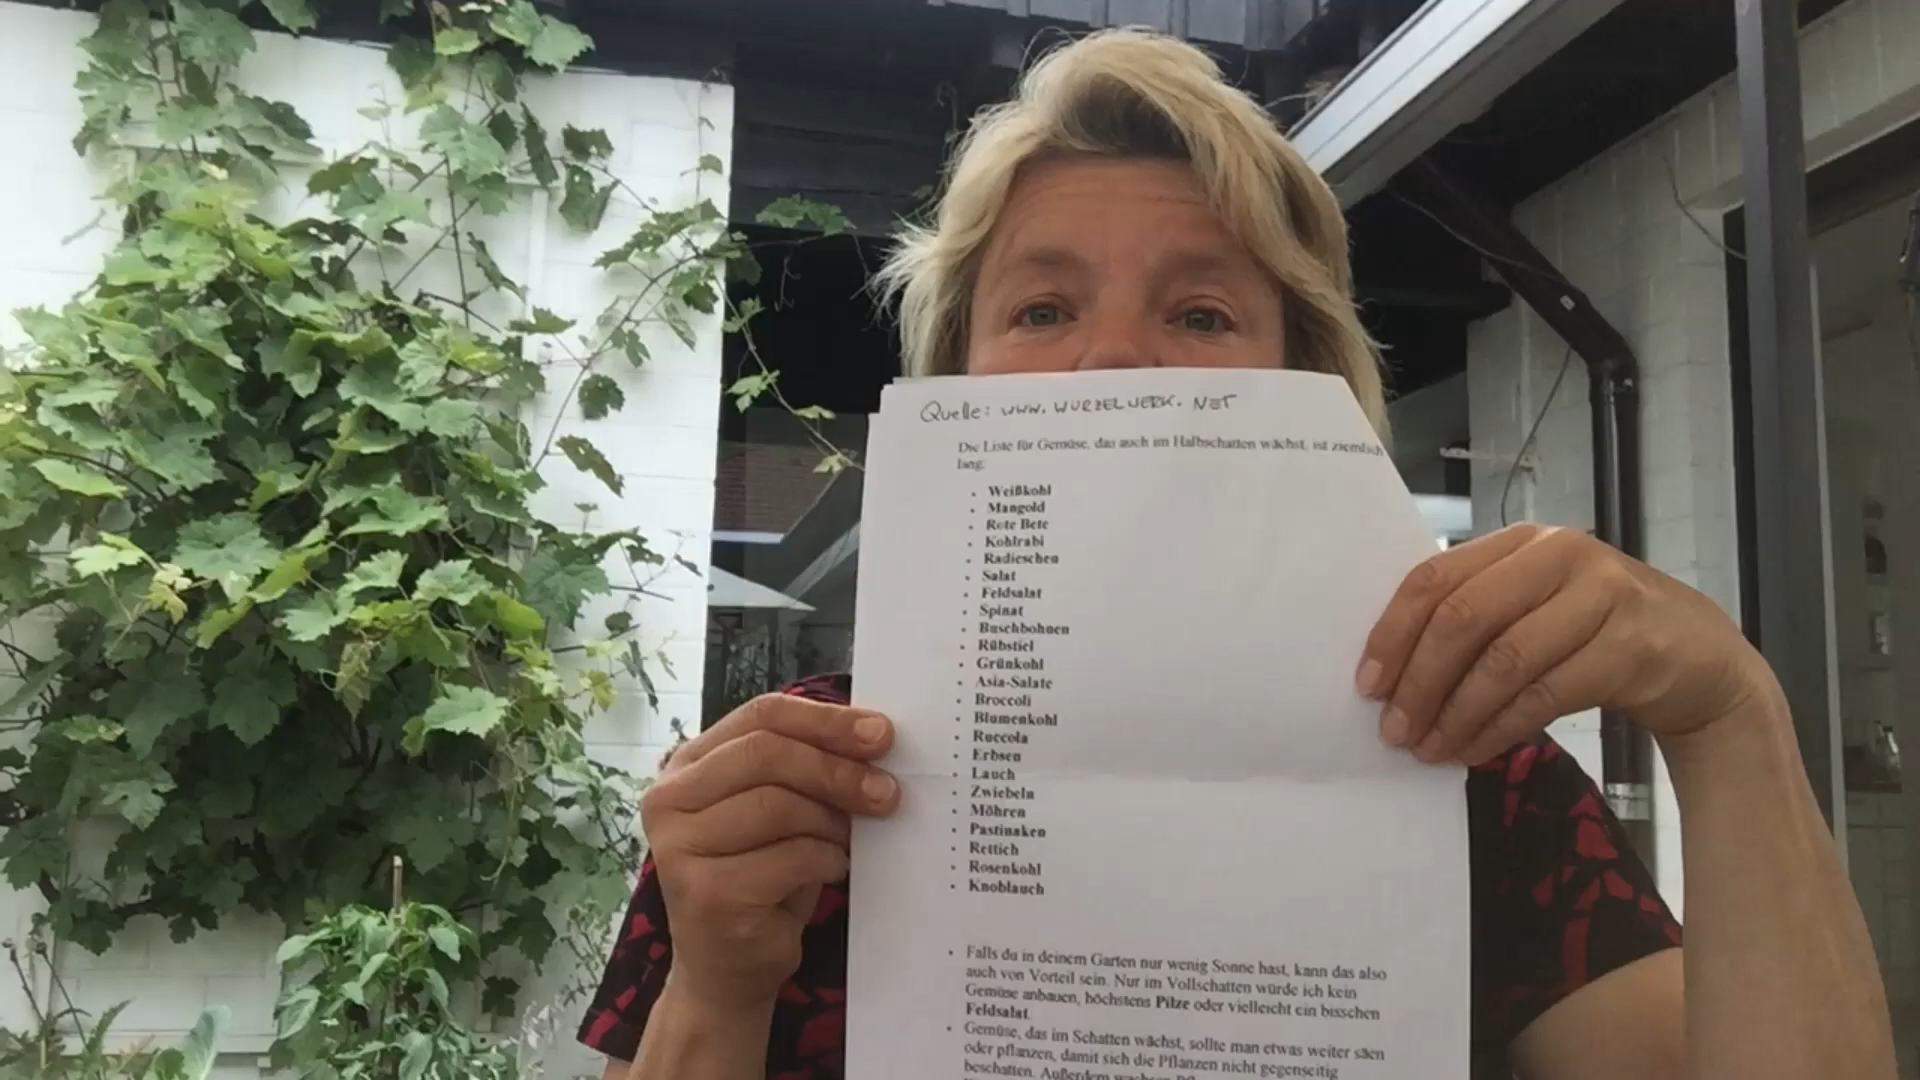 Quelle: www.wurzelwerk.net
Die Liste für Gemüse, das auch im Halbschatten wächst, ist ziemlich
lang:
• Weißkohl
• Mangold
• Rote Bete
• Kohlrabi
• Radieschen
• Salat
• Feldsalat
• Spinat
• Buschbohnen
• Rübstiel
• Grünkohl
• Asia-Salate
• Broccoli
• Blumenkohl
• Ruccola
• Erbsen
• Lauch
• Zwiebeln
• Möhren
• Pastinaken
• Rettich
• Rosenkohl
• Knoblauch
• Falls du in deinem Garten nur wenig Sonne hast, kann das also
auch von Vorteil sein. Nur im Vollschatten würde ich kein
Gemüse anbauen, höchstens Pilze oder vielleicht ein bisschen
Feldsalat.
• Gemüse, das im Schatten wächst, sollte man etwas weiter säen
oder pflanzen, damit sich die Pflanzen nicht gegenseitig
beschatten. Außerdem